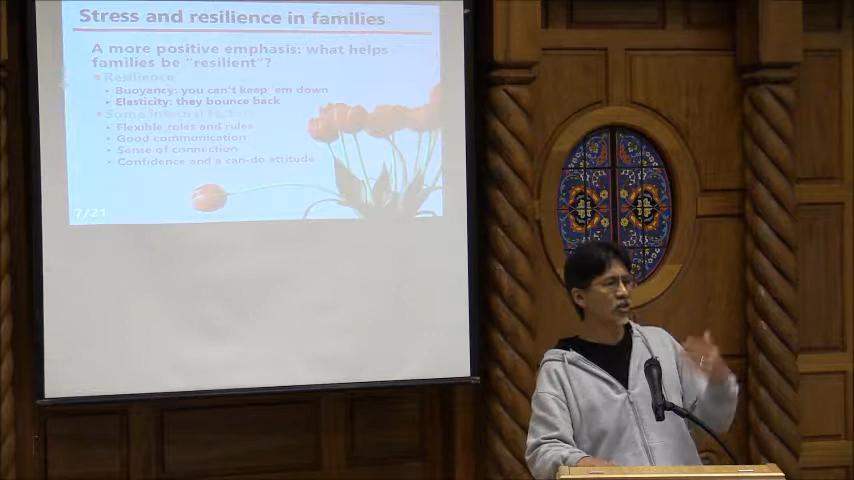 Stress and resilience in families
A more positive emphasis: what helps
families be "resilient"?
Resilience
Buoyancy: you can't keep 'em down
Elasticity: they bounce back
Some internal factors
Flexible roles and rules
Good communication
Sense of connection
Confidence and a can-do attitude
7/21